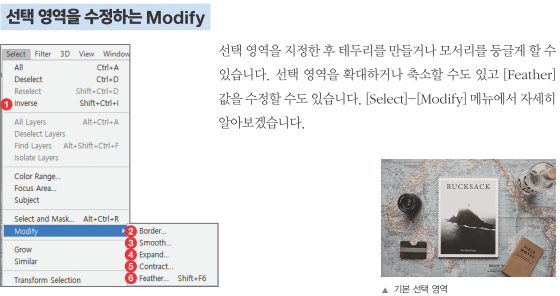 선택 영역을 수정하는 Modify
선택 영역을 지정한 후 테두리를 만들거나 모서리를 둥글게 할 수
있습니다. 선택 영역을 확대하거나 축소할 수도 있고 [Feather]
값을 수정할 수도 있습니다. [Select]-[Modify] 메뉴에서 자세히
알아보겠습니다.
Select Filter 3D View Window
All Ctrl+A
Deselect Ctrl+D
Reselect Shift+Ctrl+D
1 Inverse Shift+Ctrl+I
All Layers Alt+Ctrl+A
Deselect Layers
Find Layers Alt+Shift+Ctrl+F
Isolate Layers
Color Range...
Focus Area...
Subject
Select and Mask... Alt+Ctrl+R
Modify
2 Border...
3 Smooth...
4 Expand...
5 Contract...
6 Feather... Shift+F6
Grow
Similar
Transform Selection
RUCKSACK
▲ 기본 선택 영역